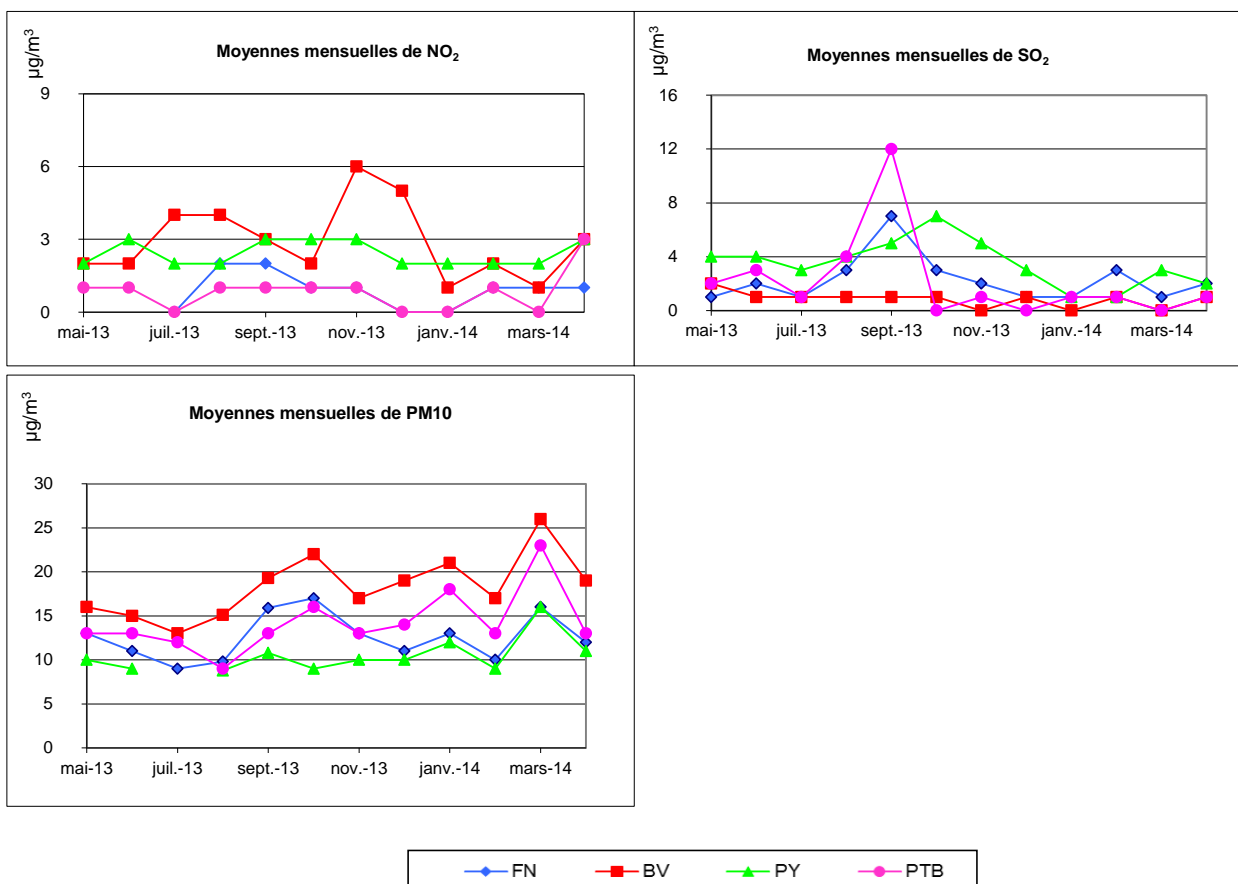 Moyennes mensuelles de NO₂
µg/m³
9
6
3
0
mai-13 juil.-13 sept.-13 nov.-13 janv.-14 mars-14
Moyennes mensuelles de SO₂
µg/m³
16
12
8
4
0
mai-13 juil.-13 sept.-13 nov.-13 janv.-14 mars-14
Moyennes mensuelles de PM10
µg/m³
30
25
20
15
10
5
0
mai-13 juil.-13 sept.-13 nov.-13 janv.-14 mars-14
FN BV PY PTB